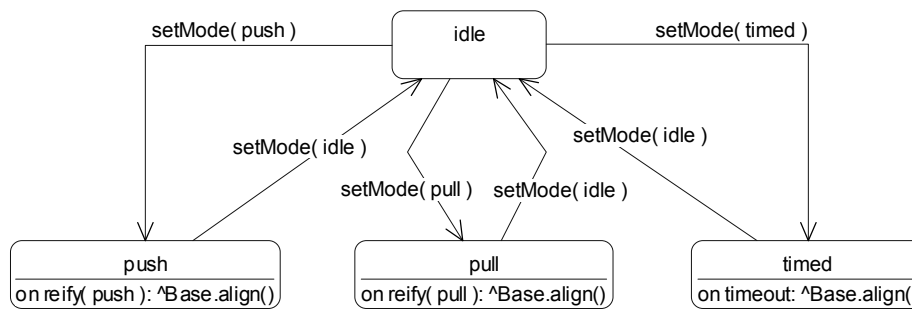 idle
setMode( push )
setMode( timed )
setMode( idle )
setMode( idle )
setMode( pull )
setMode( idle )
push
on reify( push ): ^Base.align()
pull
on reify( pull ): ^Base.align()
timed
on timeout: ^Base.align(